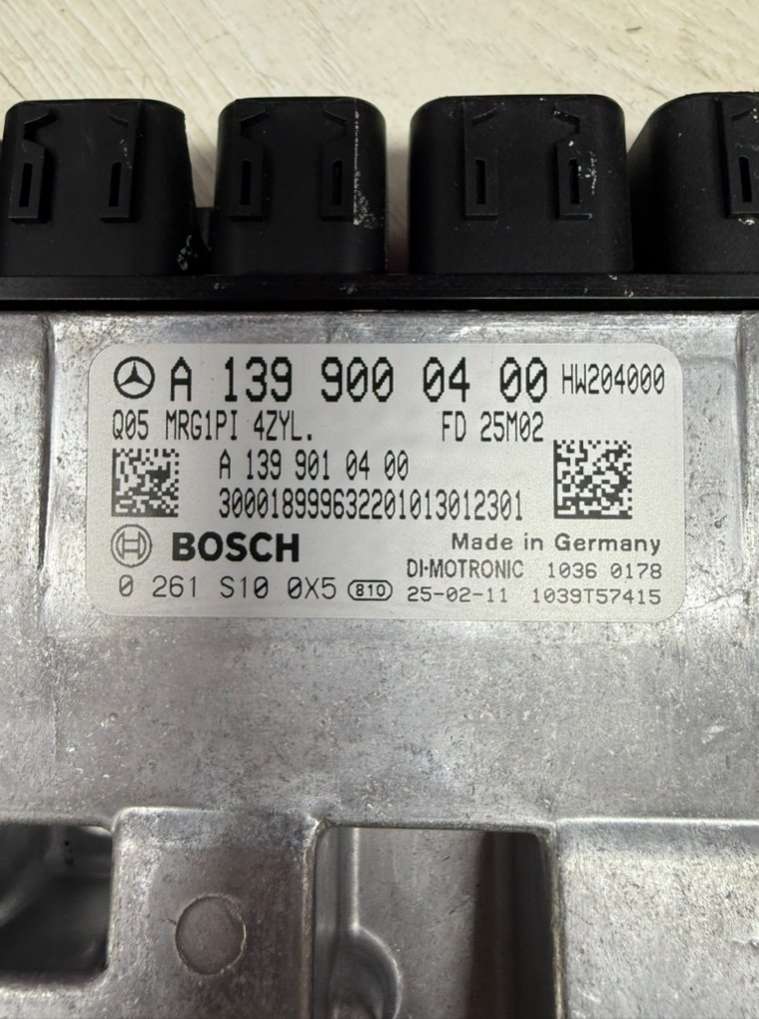 A 139 900 04 00 HW204000
Q05 MRG1PI 4ZYL. FD 25M02
A 139 901 04 00
300018999632201013012301
BOSCH Made in Germany
DI-MOTRONIC 1036 0178
0 261 S10 0X5 810 25-02-11 1039T57415